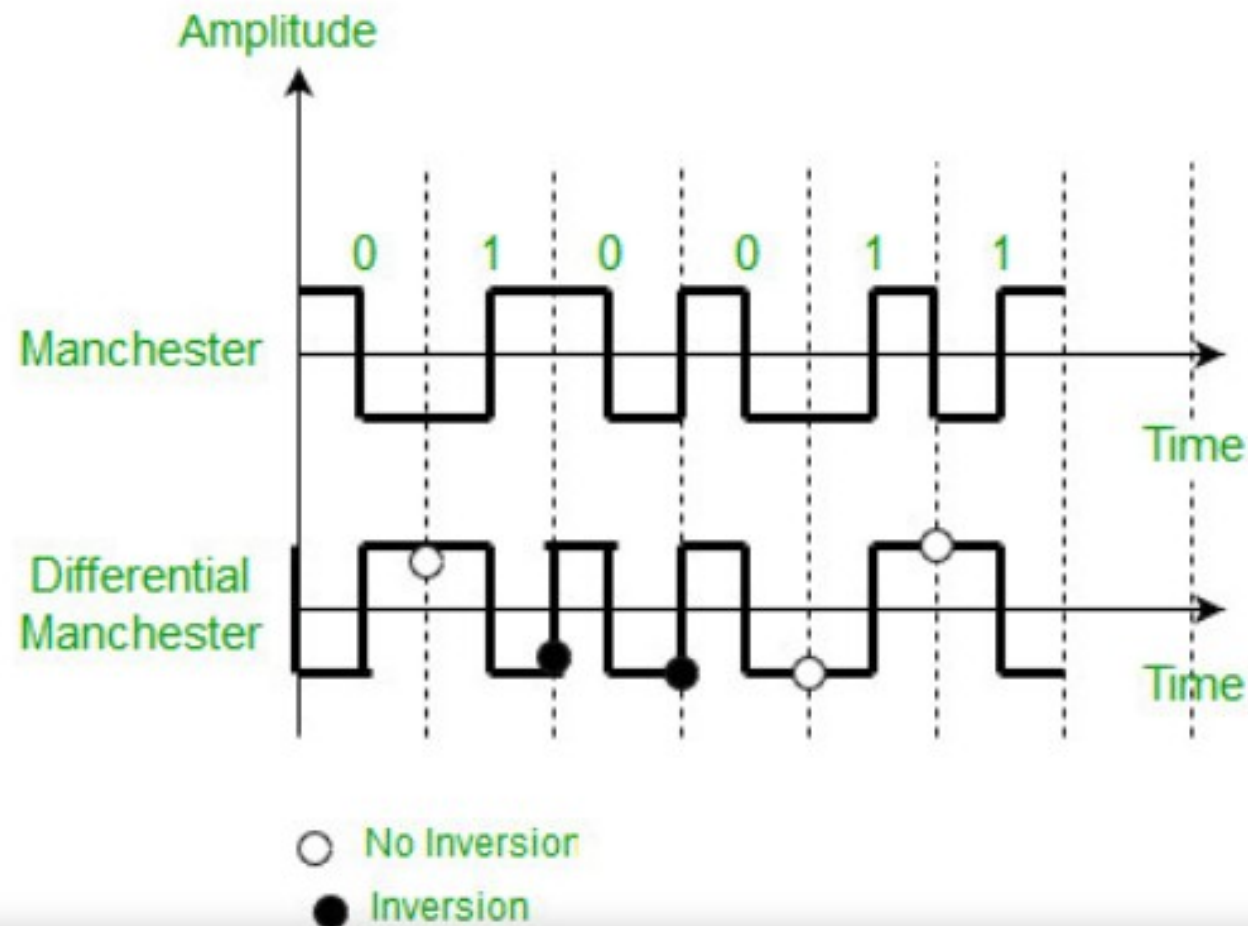 Amplitude
0 1 0 0 1 1
Manchester
Time
Differential
Manchester
Time
No Inversion
Inversion